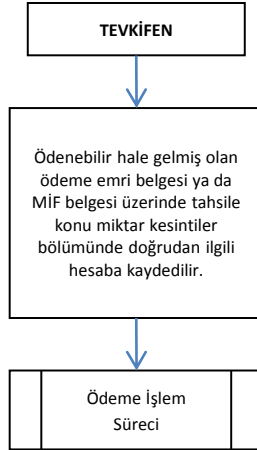 TEVKİFEN
Ödenebilir hale gelmiş olan
ödeme emri belgesi ya da
MİF belgesi üzerinde tahsile
konu miktar kesintiler
bölümünde doğrudan ilgili
hesaba kaydedilir.
Ödeme İşlem
Süreci